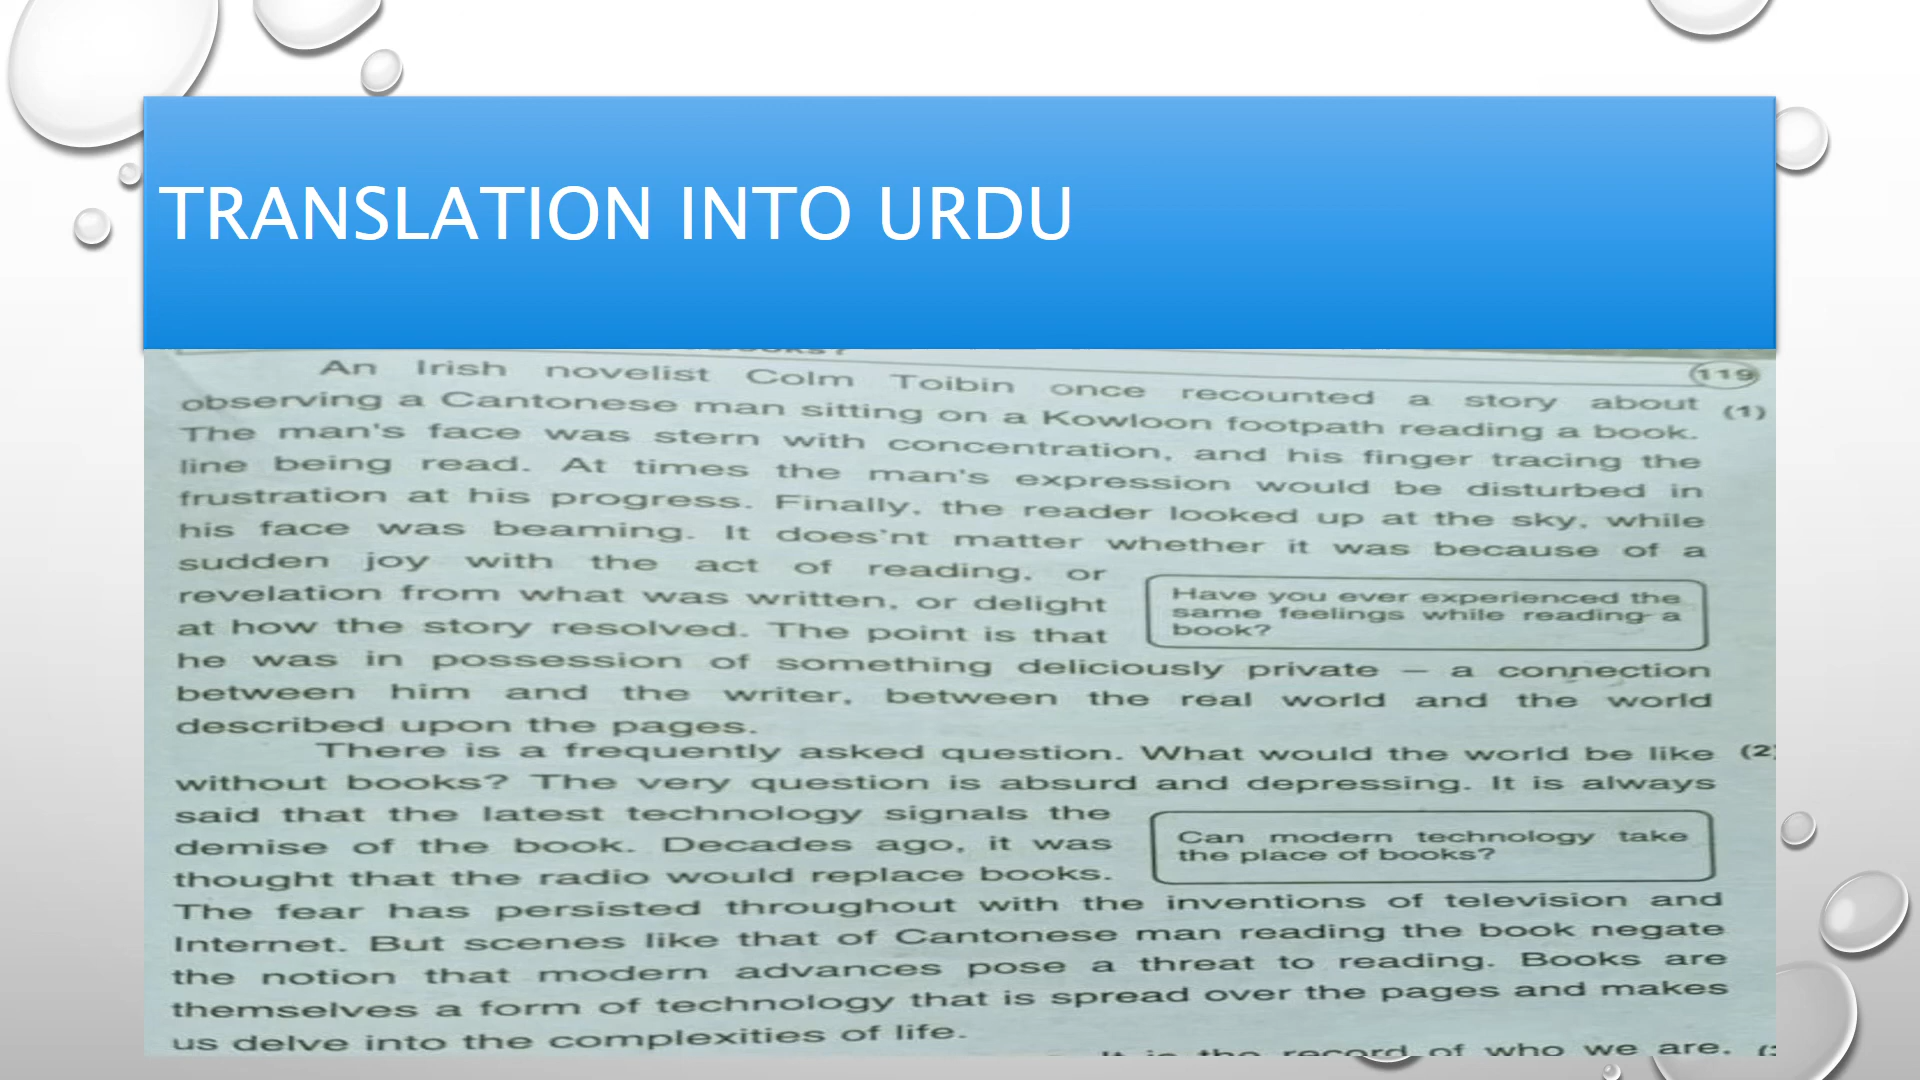 TRANSLATION INTO URDU
119
An Irish novelist Colm Toibin once recounted a story about (1)
observing a Cantonese man sitting on a Kowloon footpath reading a book.
The man's face was stern with concentration, and his finger tracing the
line being read. At times the man's expression would be disturbed in
frustration at his progress. Finally, the reader looked up at the sky, while
his face was beaming. It does'nt matter whether it was because of a
sudden joy with the act of reading, or
revelation from what was written, or delight
at how the story resolved. The point is that
Have you ever experienced the
same feelings while reading a
book?
he was in possession of something deliciously private – a connection
between him and the writer, between the real world and the world
described upon the pages.
There is a frequently asked question. What would the world be like (2)
without books? The very question is absurd and depressing. It is always
said that the latest technology signals the
demise of the book. Decades ago, it was
thought that the radio would replace books.
Can modern technology take
the place of books?
The fear has persisted throughout with the inventions of television and
Internet. But scenes like that of Cantonese man reading the book negate
the notion that modern advances pose a threat to reading. Books are
themselves a form of technology that is spread over the pages and makes
us delve into the complexities of life.
It is the record of who we are.